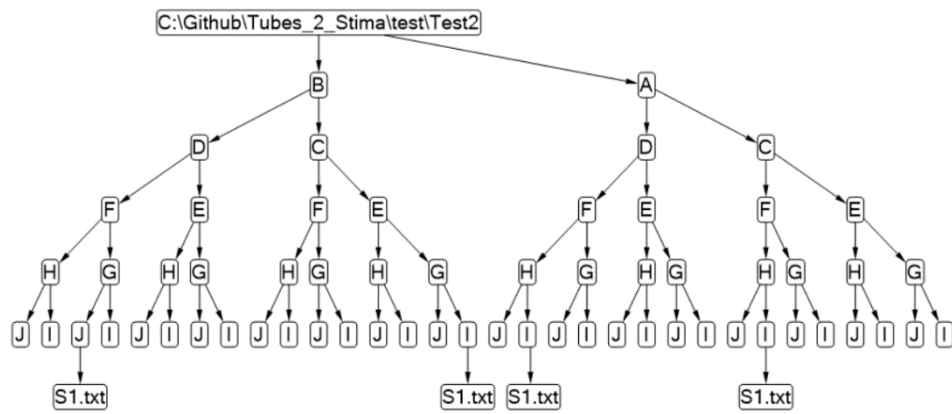 C:\Github\Tubes_2_Stima\test\Test2
B A
D C D C
F E F E F E F E
H G H G H G H G H G H G H G H G
J I J I J I J I J I J I J I J I J I J I J I J I J I J I J I J I
S1.txt S1.txt S1.txt S1.txt